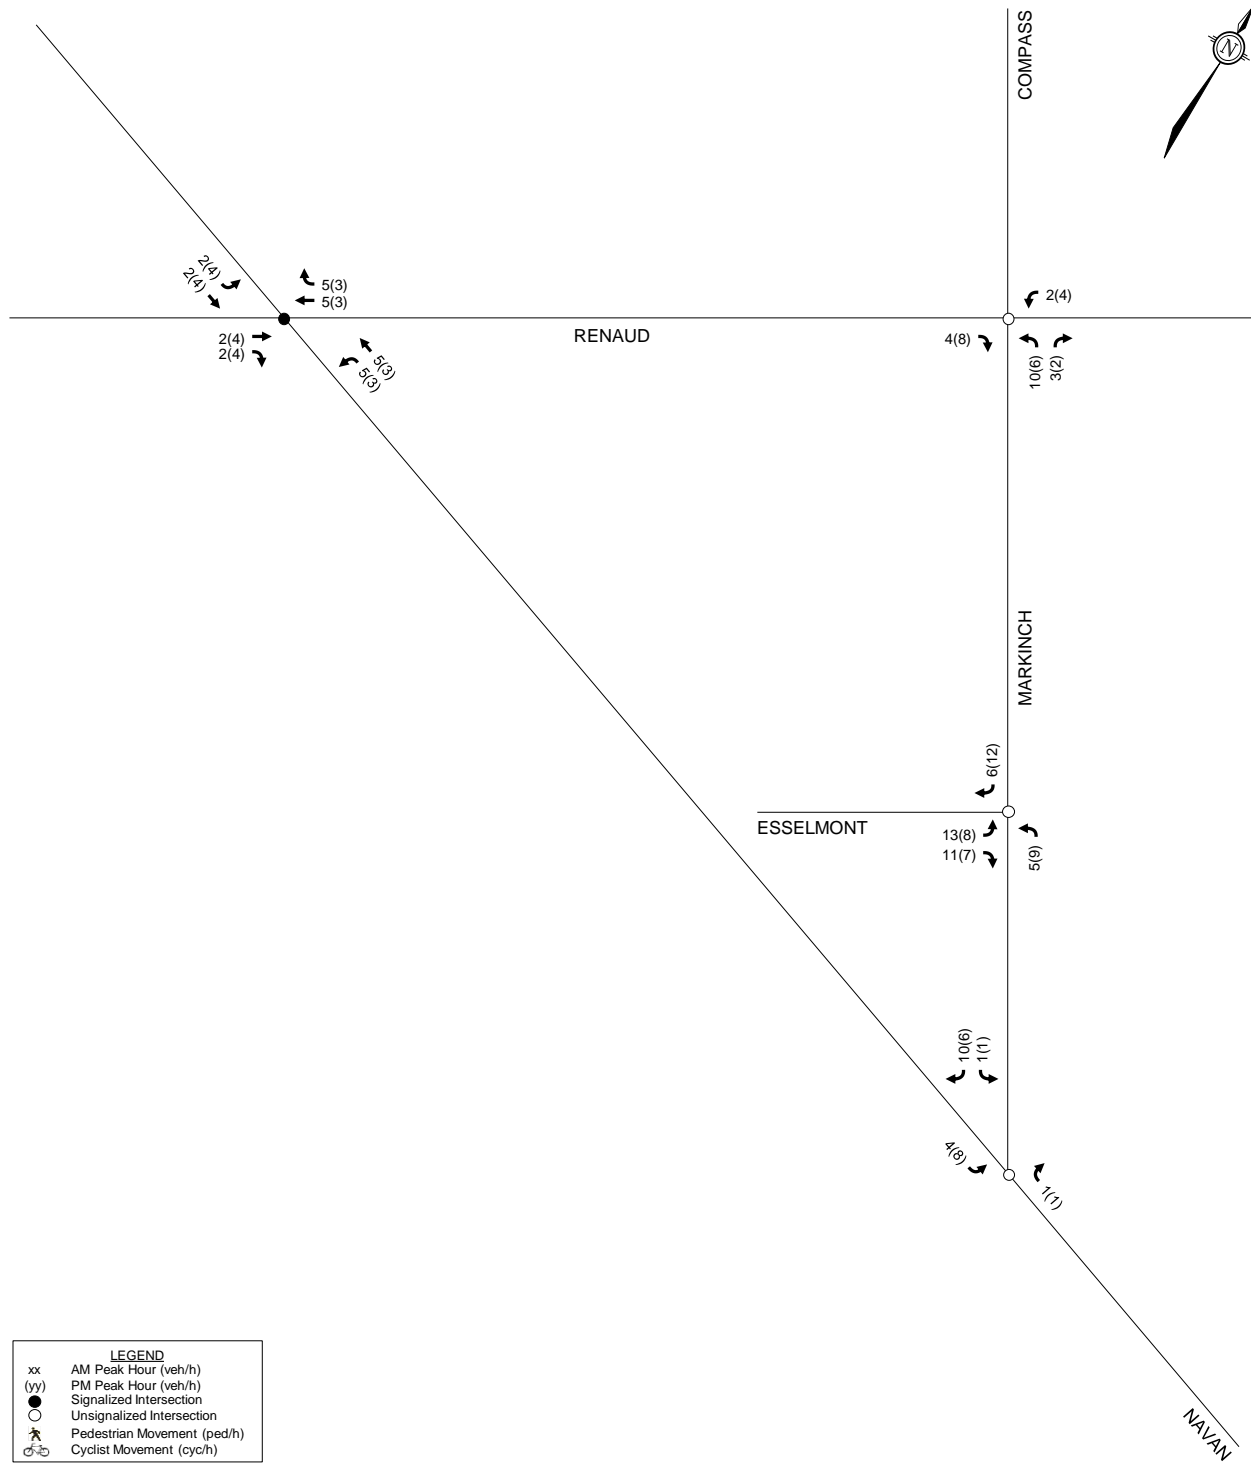 COMPASS
N
2(4)
2(4)
5(3)
5(3)
2(4)
2(4)
5(3)
5(3)
RENAUD
2(4)
4(8)
10(6)
3(2)
MARKINCH
6(12)
ESSELMONT
13(8)
11(7)
5(9)
10(6)
1(1)
4(8)
1(1)
NAVAN
LEGEND
xx AM Peak Hour (veh/h)
(yy) PM Peak Hour (veh/h)
Signalized Intersection
Unsignalized Intersection
Pedestrian Movement (ped/h)
Cyclist Movement (cyc/h)